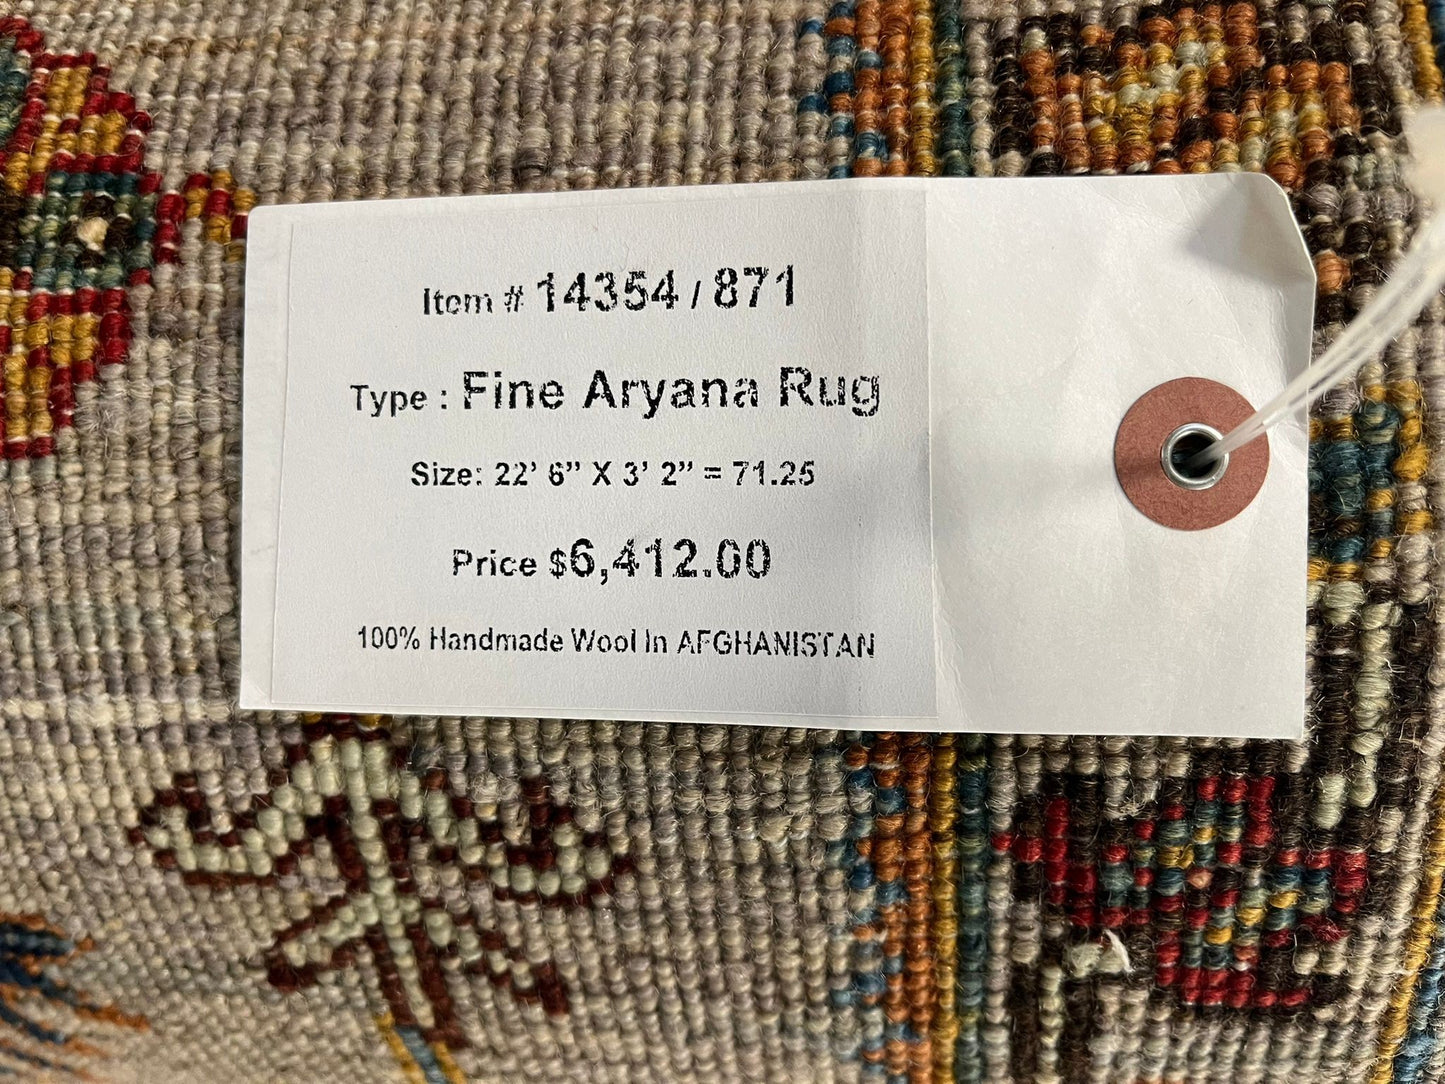 Item # 14354 / 871
Type : Fine Aryana Rug
Size: 22’ 6” X 3’ 2” = 71.25
Price $6,412.00
100% Handmade Wool In AFGHANISTAN